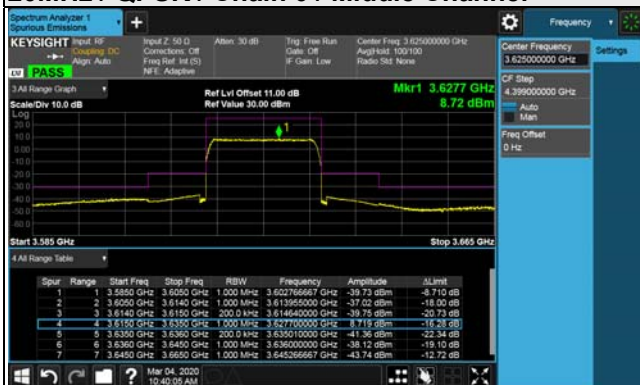 Spectrum Analyzer 1
Spurious Emissions
Frequency
KEYSIGHT
Input: RF
Coupling: DC
Align: Auto
Input Z: 50 Ω
Corrections: Off
Freq Ref: Int (S)
NFE: Adaptive
Atten: 30 dB
Trig: Free Run
Gate: Off
IF Gain: Low
Center Freq: 3.625000000 GHz
Avg|Hold: 100/100
Radio Std: None
PASS
Center Frequency
3.625000000 GHz
Settings
CF Step
4.399000000 GHz
Auto
Man
Freq Offset
0 Hz
3 All Range Graph
Scale/Div 10.0 dB
Ref Lvl Offset 11.00 dB
Ref Value 30.00 dBm
Mkr1 3.6277 GHz
8.72 dBm
Log
20.0
10.0
0.00
-10.0
-20.0
-30.0
-40.0
-50.0
-60.0
1
Start 3.585 GHz
Stop 3.665 GHz
4 All Range Table
Spur Range Start Freq Stop Freq RBW Frequency Amplitude ΔLimit
1 1 3.5850 GHz 3.6050 GHz 1.000 MHz 3.602766667 GHz -39.73 dBm -8.710 dB
2 2 3.6050 GHz 3.6140 GHz 1.000 MHz 3.613955000 GHz -37.02 dBm -18.00 dB
3 3 3.6140 GHz 3.6150 GHz 200.0 kHz 3.614640000 GHz -39.75 dBm -20.73 dB
4 4 3.6150 GHz 3.6350 GHz 1.000 MHz 3.627700000 GHz 8.719 dBm -16.28 dB
5 5 3.6350 GHz 3.6360 GHz 200.0 kHz 3.635010000 GHz -41.36 dBm -22.34 dB
6 6 3.6360 GHz 3.6450 GHz 1.000 MHz 3.636000000 GHz -38.12 dBm -19.10 dB
7 7 3.6450 GHz 3.6650 GHz 1.000 MHz 3.645266667 GHz -43.74 dBm -12.72 dB
Mar 04, 2020
10:40:05 AM